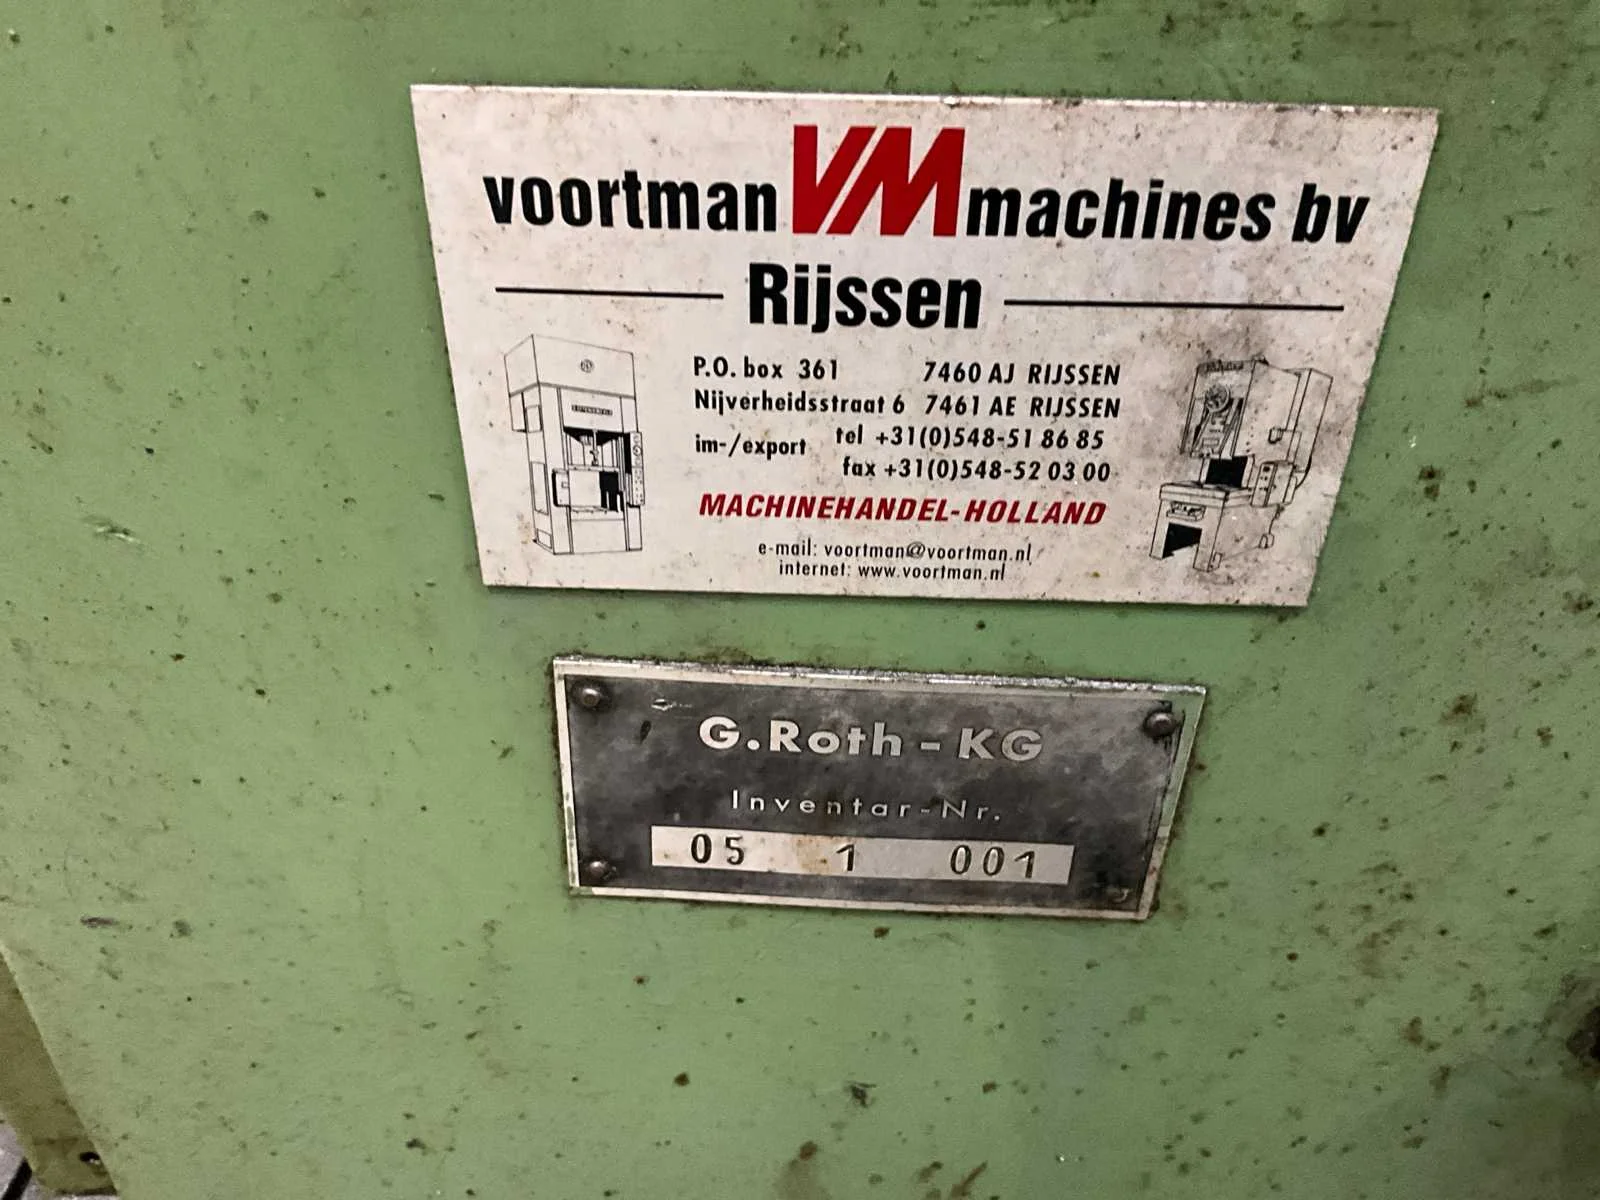 voortman VM machines bv
Rijssen
P.O. box 361 7460 AJ RIJSSEN
Nijverheidsstraat 6 7461 AE RIJSSEN
im-/export tel +31(0)548-51 86 85
fax +31(0)548-52 03 00
MACHINEHANDEL-HOLLAND
e-mail: voortman@voortman.nl
internet: www.voortman.nl
G.Roth - KG
Inventar-Nr.
05 1 001